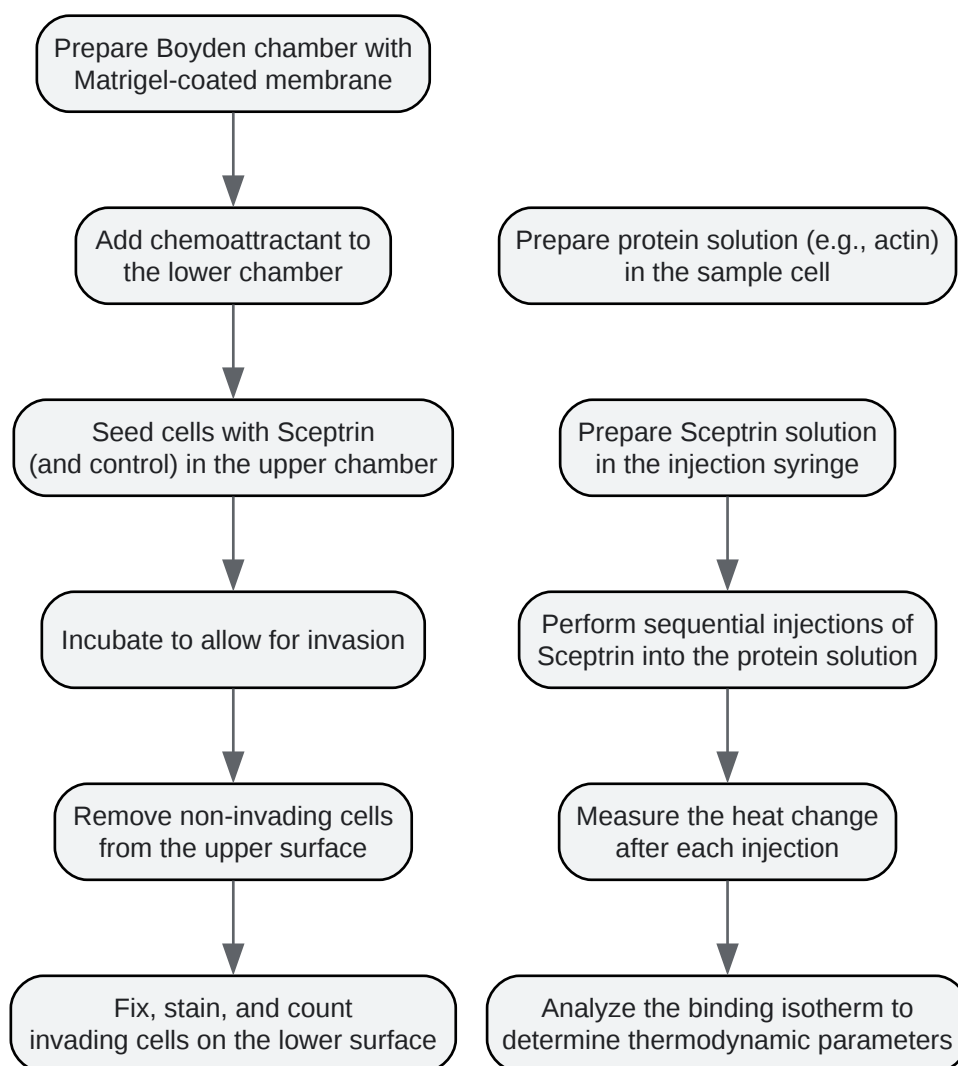 Prepare Boyden chamber with
Matrigel-coated membrane
Add chemoattractant to
the lower chamber
Seed cells with Sceptrin
(and control) in the upper chamber
Incubate to allow for invasion
Remove non-invading cells
from the upper surface
Fix, stain, and count
invading cells on the lower surface
Prepare protein solution (e.g., actin)
in the sample cell
Prepare Sceptrin solution
in the injection syringe
Perform sequential injections of
Sceptrin into the protein solution
Measure the heat change
after each injection
Analyze the binding isotherm to
determine thermodynamic parameters